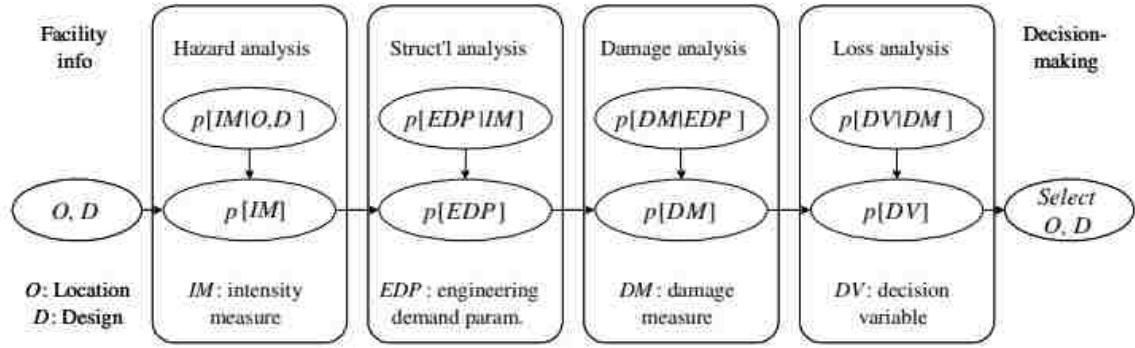 Facility
info
Hazard analysis
Struct'l analysis
Damage analysis
Loss analysis
Decision-
making
p[IM|O,D ]
p[EDP|IM]
p[DM|EDP ]
p[DV|DM]
O, D
p[IM]
p[EDP]
p[DM]
p[DV]
Select
O, D
O: Location
D: Design
IM: intensity
measure
EDP: engineering
demand param.
DM: damage
measure
DV: decision
variable